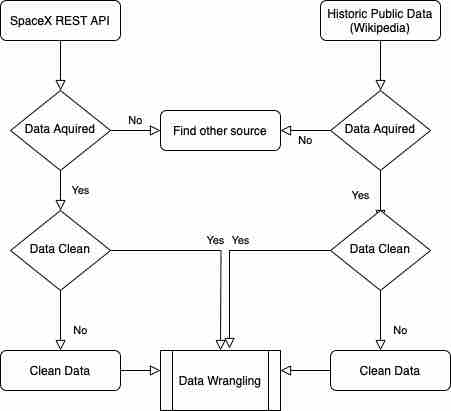 SpaceX REST API
Historic Public Data
(Wikipedia)
Data Aquired
No
Find other source
No
Data Aquired
Yes
Yes
Data Clean
Yes
Yes
Data Clean
No
No
Clean Data
Data Wrangling
Clean Data